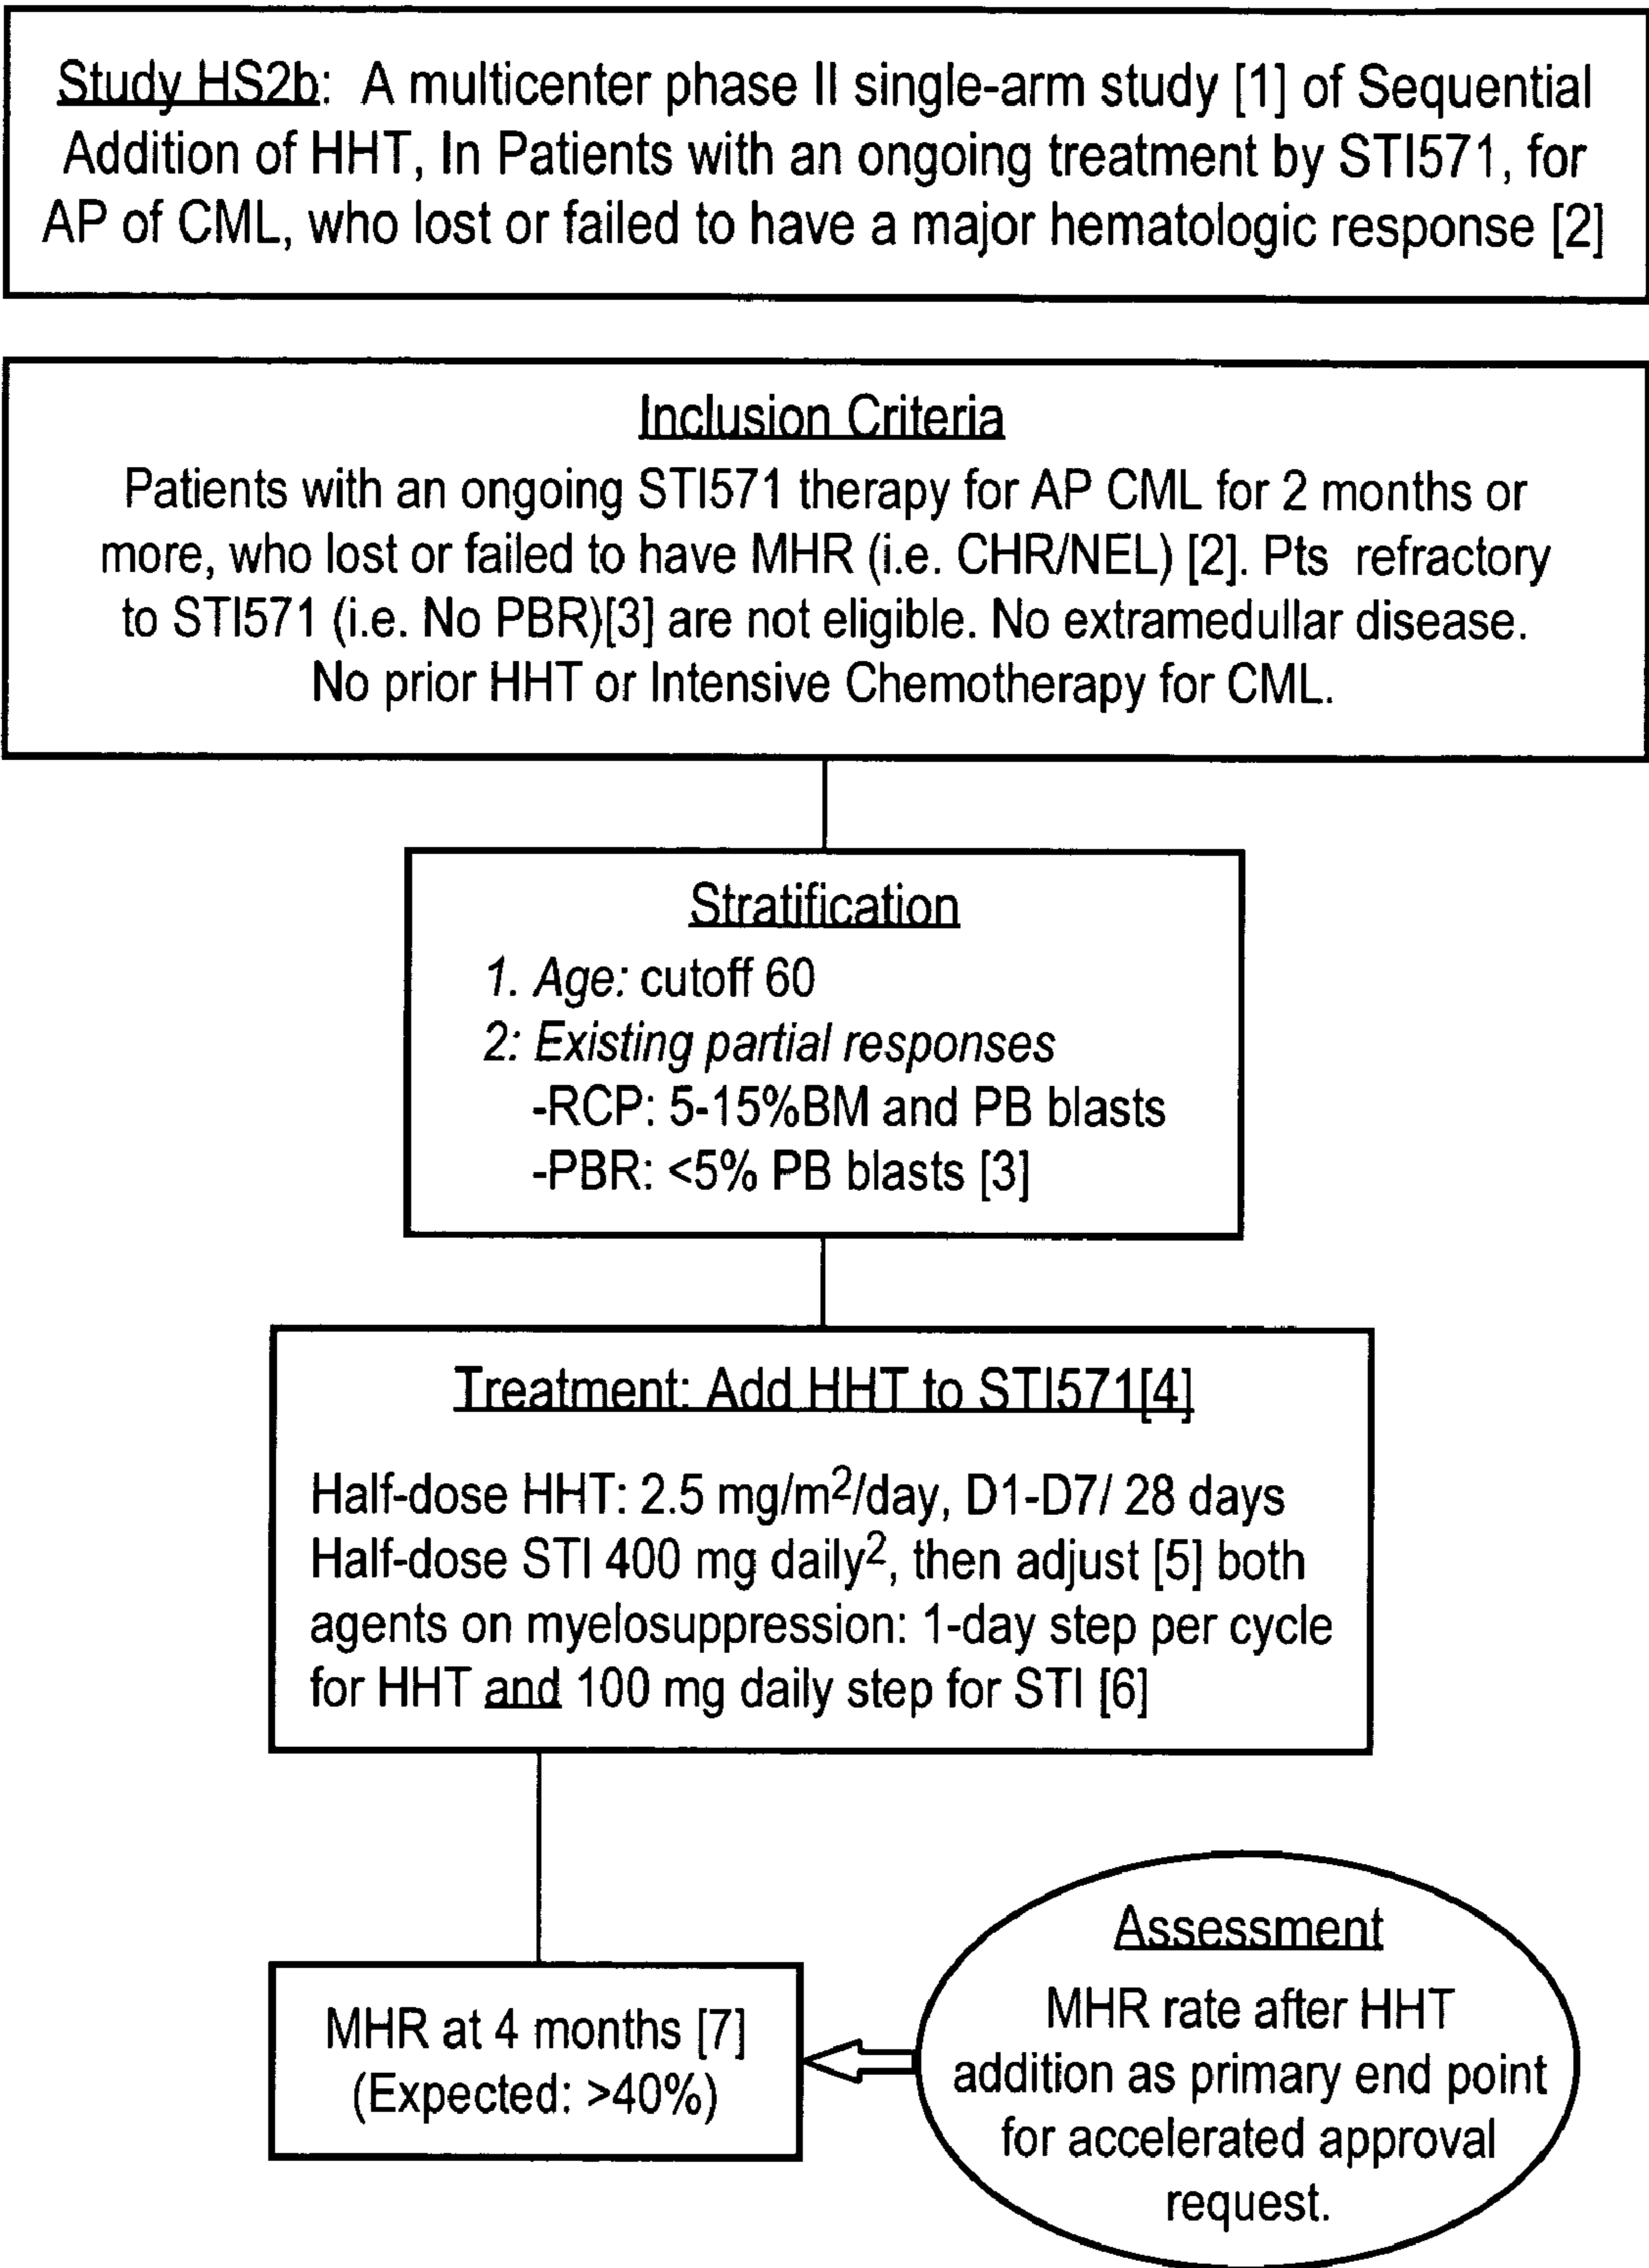 Study HS2b: A multicenter phase II single-arm study [1] of Sequential
Addition of HHT, In Patients with an ongoing treatment by STI571, for
AP of CML, who lost or failed to have a major hematologic response [2]
Inclusion Criteria
Patients with an ongoing STI571 therapy for AP CML for 2 months or
more, who lost or failed to have MHR (i.e. CHR/NEL) [2]. Pts refractory
to STI571 (i.e. No PBR)[3] are not eligible. No extramedullar disease.
No prior HHT or Intensive Chemotherapy for CML.
Stratification
1. Age: cutoff 60
2: Existing partial responses
-RCP: 5-15%BM and PB blasts
-PBR: <5% PB blasts [3]
Treatment: Add HHT to STI571[4]
Half-dose HHT: 2.5 mg/m²/day, D1-D7/ 28 days
Half-dose STI 400 mg daily², then adjust [5] both
agents on myelosuppression: 1-day step per cycle
for HHT and 100 mg daily step for STI [6]
MHR at 4 months [7]
(Expected: >40%)
Assessment
MHR rate after HHT
addition as primary end point
for accelerated approval
request.